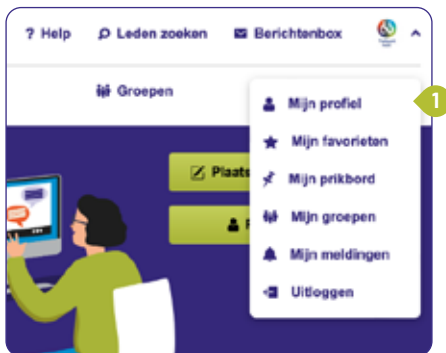 ? Help
Leden zoeken
Berichtenbox
Groepen
Mijn profiel
1
Mijn favorieten
Plaats
Mijn prikbord
Mijn groepen
Mijn meldingen
Uitloggen